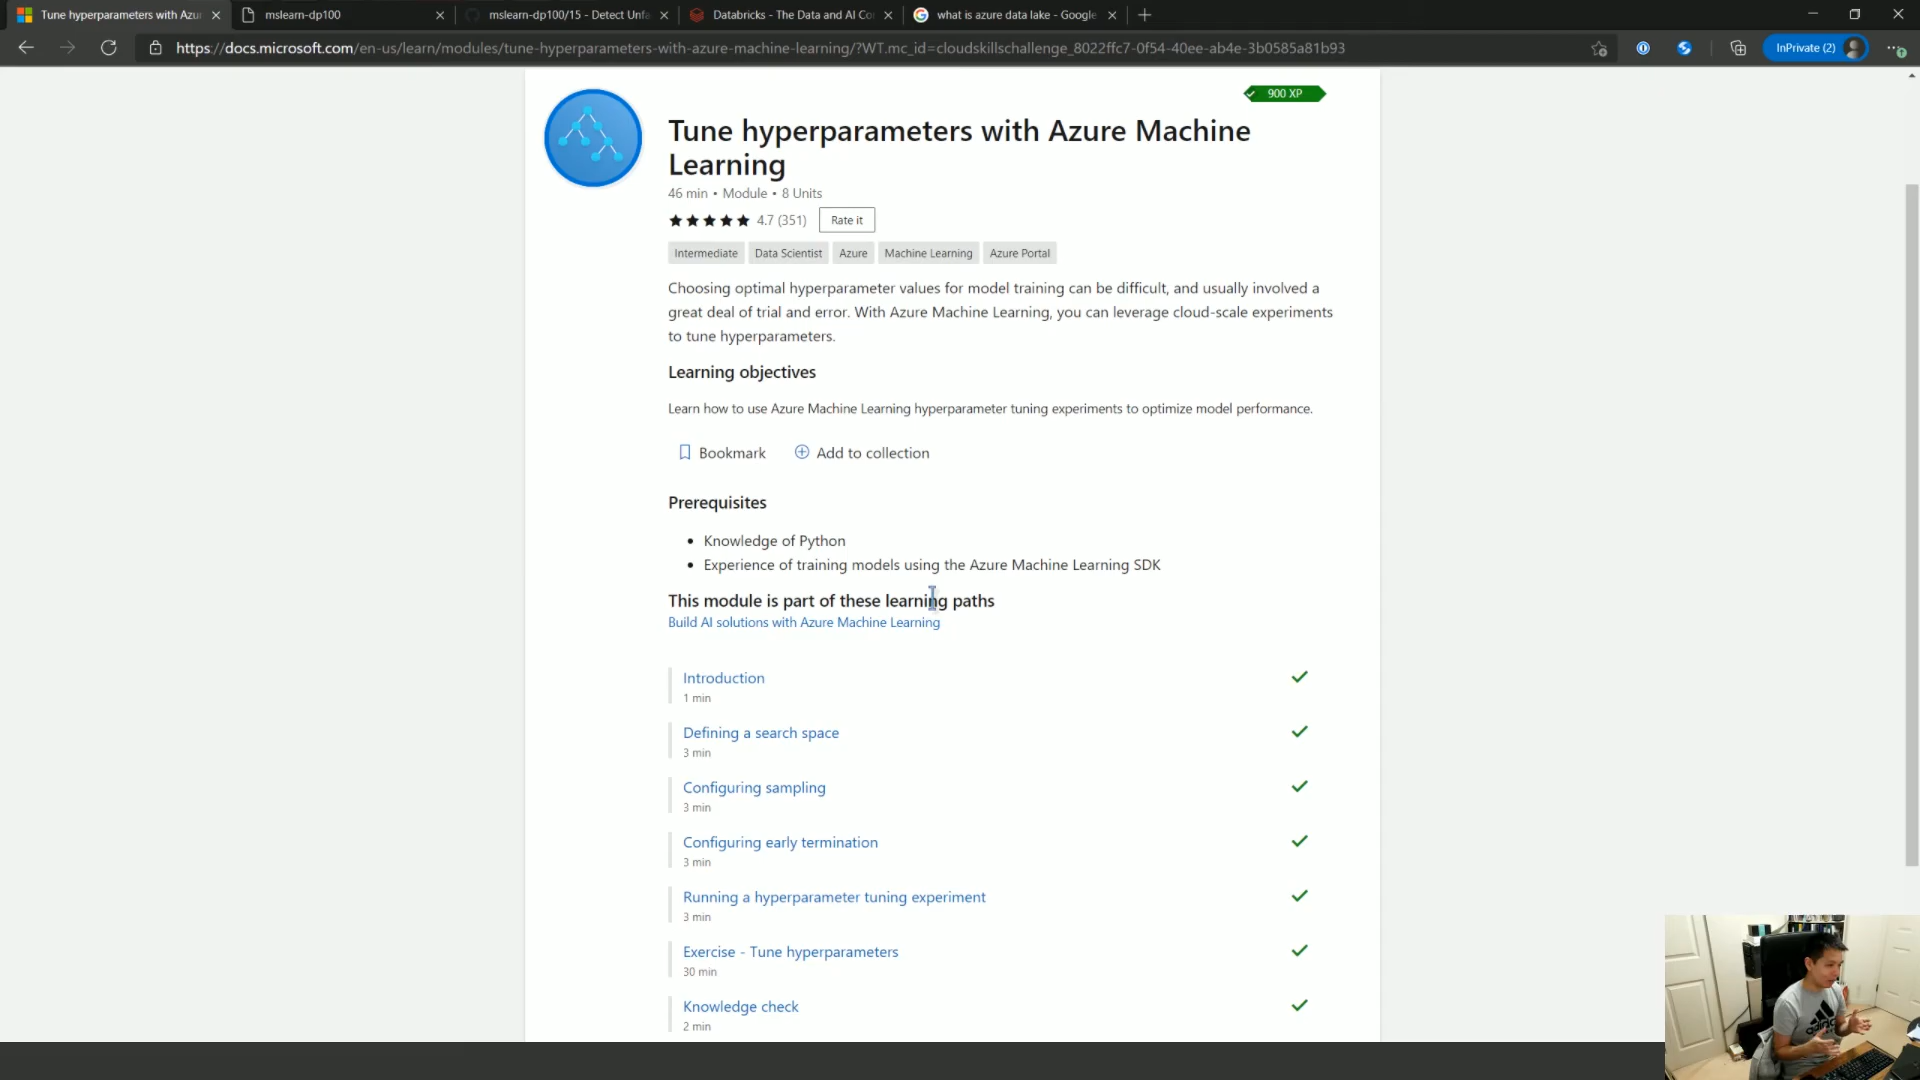 Tune hyperparameters with Azur
mslearn-dp100
mslearn-dp100/15 - Detect Unfa
Databricks - The Data and AI Co
what is azure data lake - Google
https://docs.microsoft.com/en-us/learn/modules/tune-hyperparameters-with-azure-machine-learning/?WT.mc_id=cloudskillschallenge_8022ffc7-0f54-40ee-ab4e-3b0585a81b93
InPrivate (2)
900 XP
Tune hyperparameters with Azure Machine
Learning
46 min • Module • 8 Units
4.7 (351)
Rate it
Intermediate
Data Scientist
Azure
Machine Learning
Azure Portal
Choosing optimal hyperparameter values for model training can be difficult, and usually involved a
great deal of trial and error. With Azure Machine Learning, you can leverage cloud-scale experiments
to tune hyperparameters.
Learning objectives
Learn how to use Azure Machine Learning hyperparameter tuning experiments to optimize model performance.
Bookmark
Add to collection
Prerequisites
• Knowledge of Python
• Experience of training models using the Azure Machine Learning SDK
This module is part of these learning paths
Build AI solutions with Azure Machine Learning
Introduction
1 min
Defining a search space
3 min
Configuring sampling
3 min
Configuring early termination
3 min
Running a hyperparameter tuning experiment
3 min
Exercise - Tune hyperparameters
30 min
Knowledge check
2 min